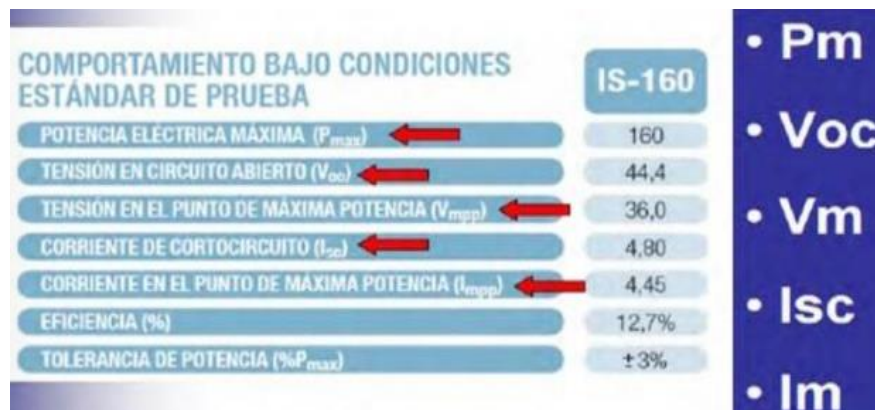 COMPORTAMIENTO BAJO CONDICIONES
ESTÁNDAR DE PRUEBA
IS-160
POTENCIA ELÉCTRICA MÁXIMA (Pmax)
160
TENSIÓN EN CIRCUITO ABIERTO (Voc)
44,4
TENSIÓN EN EL PUNTO DE MÁXIMA POTENCIA (Vmpp)
36,0
CORRIENTE DE CORTOCIRCUITO (Isc)
4,80
CORRIENTE EN EL PUNTO DE MÁXIMA POTENCIA (Impp)
4,45
EFICIENCIA (%)
12,7%
TOLERANCIA DE POTENCIA (%Pmax)
±3%
• Pm
• Voc
• Vm
• Isc
• Im